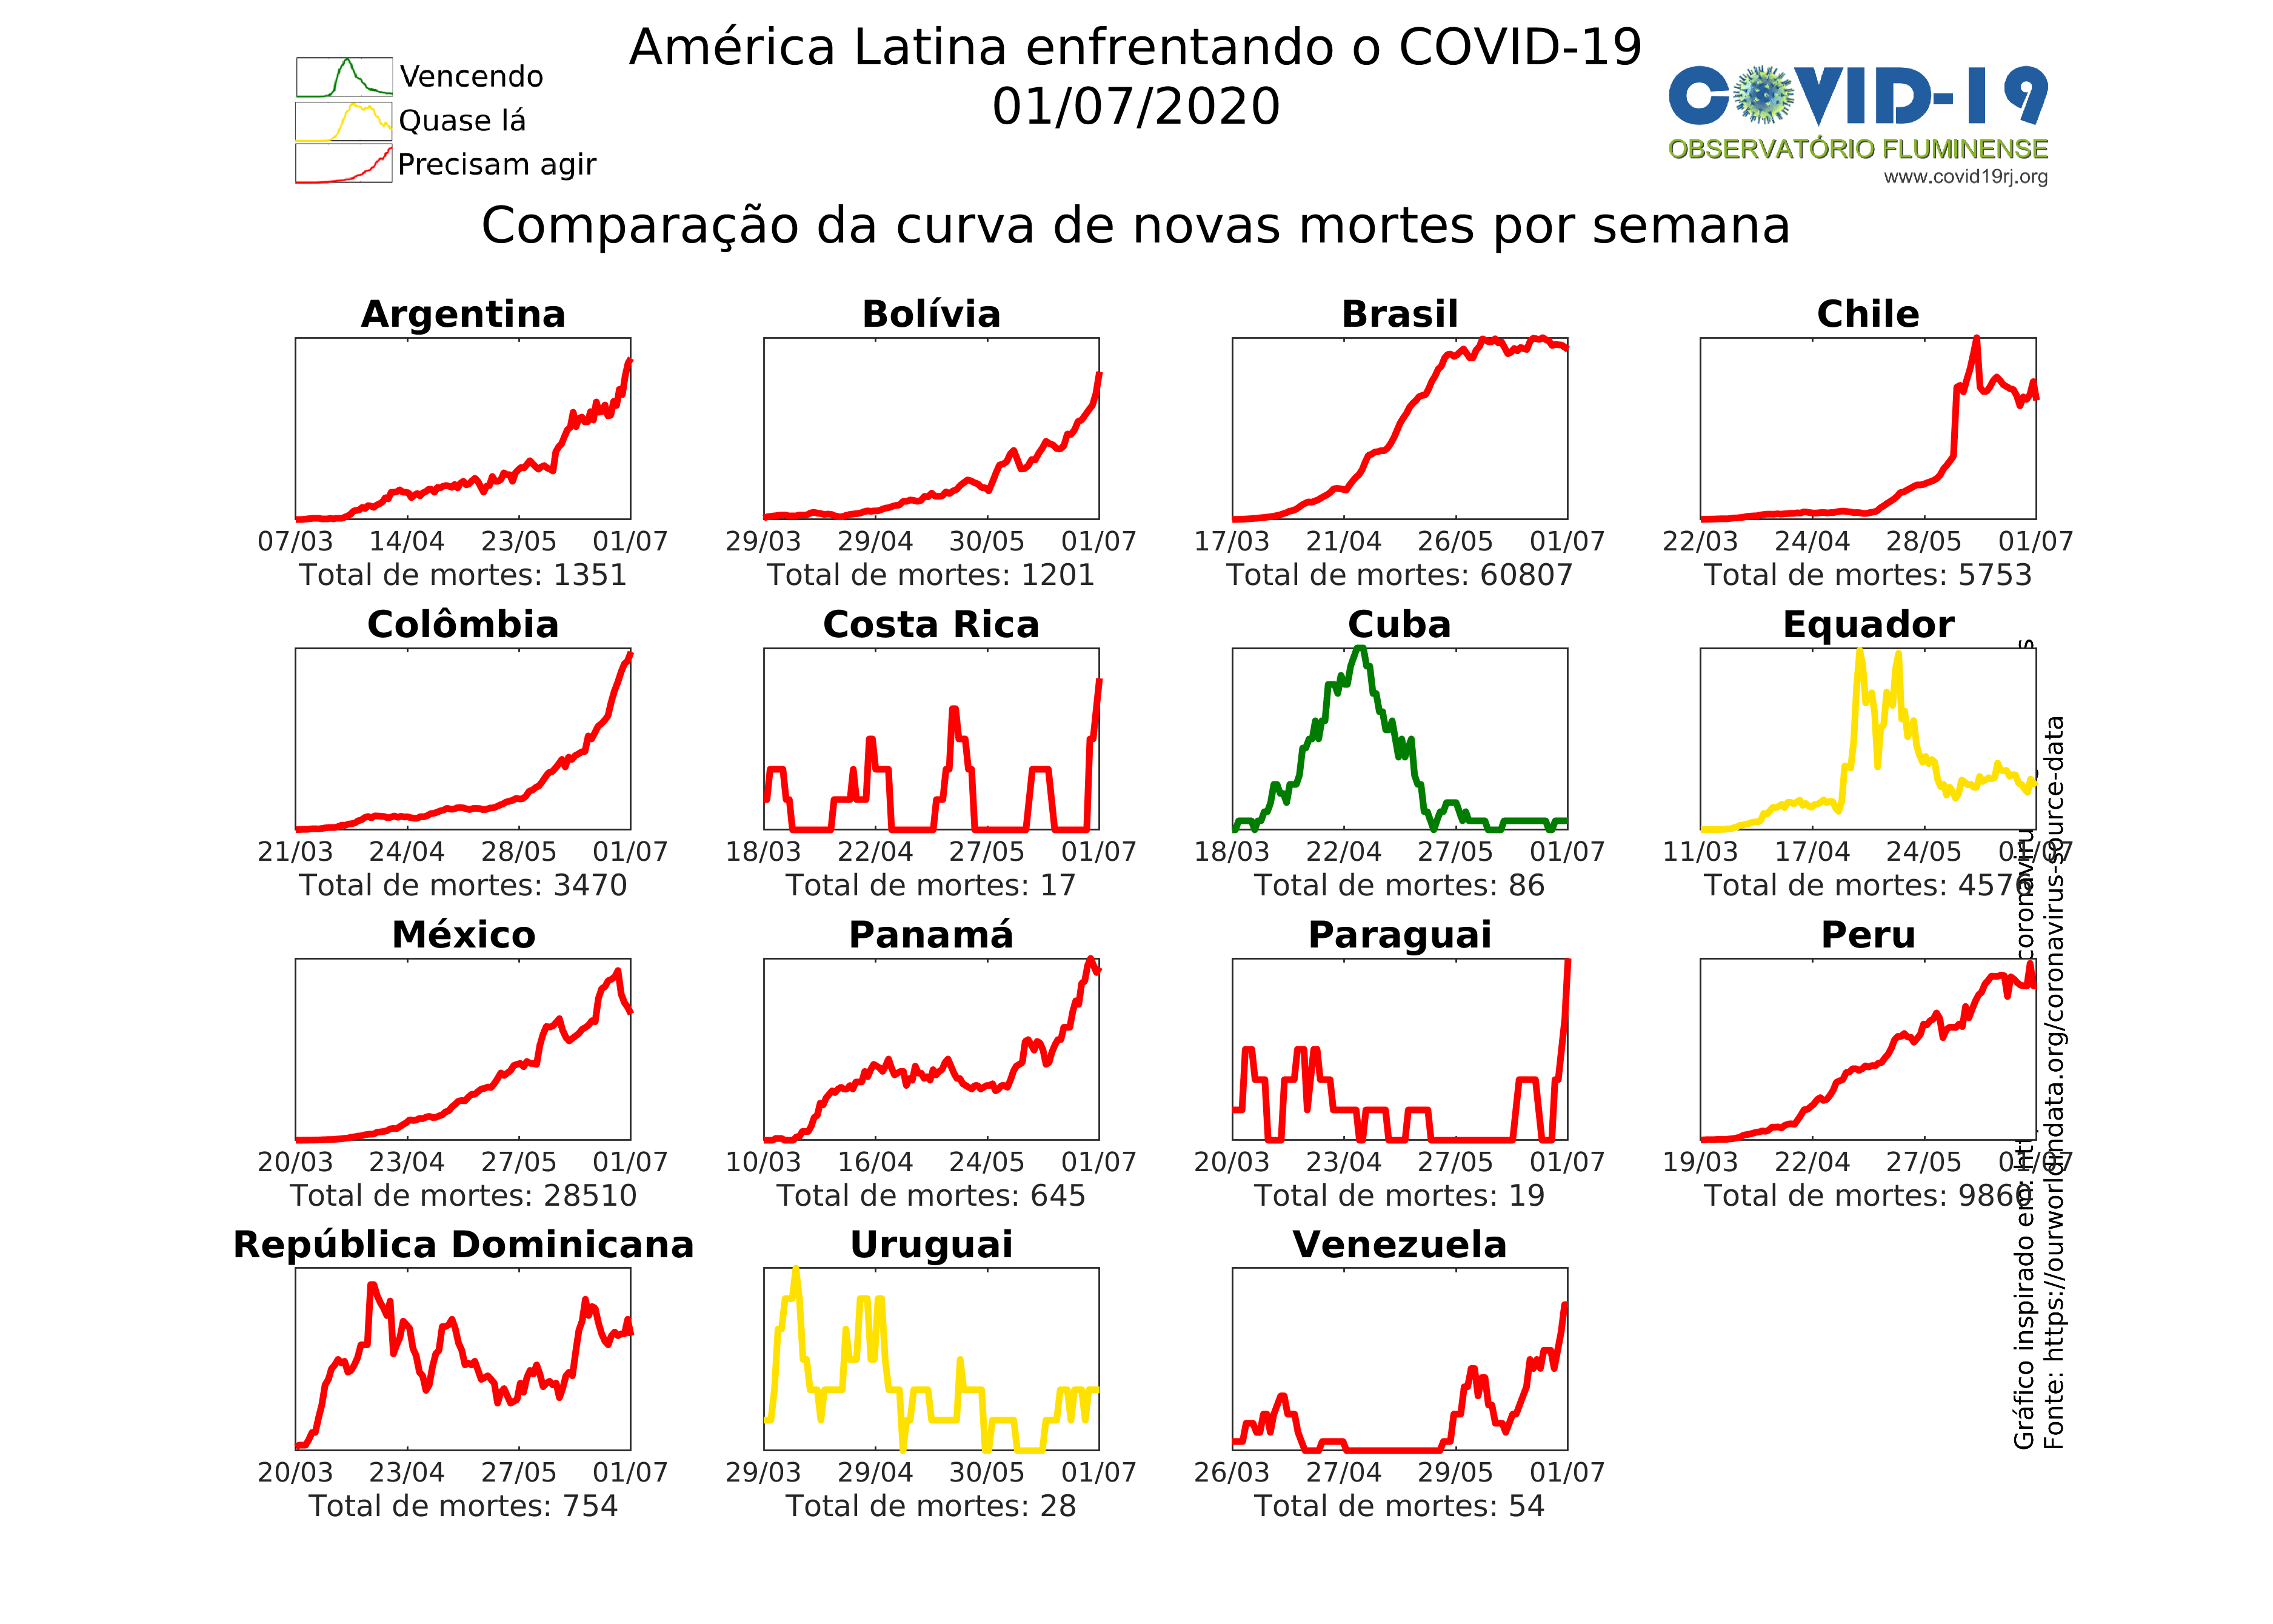 América Latina enfrentando o COVID-19
01/07/2020
Vencendo
Quase lá
Precisam agir
COVID-19
OBSERVATÓRIO FLUMINENSE
www.covid19rj.org
Comparação da curva de novas mortes por semana
Argentina
07/03 14/04 23/05 01/07
Total de mortes: 1351
Bolívia
29/03 29/04 30/05 01/07
Total de mortes: 1201
Brasil
17/03 21/04 26/05 01/07
Total de mortes: 60807
Chile
22/03 24/04 28/05 01/07
Total de mortes: 5753
Colômbia
21/03 24/04 28/05 01/07
Total de mortes: 3470
Costa Rica
18/03 22/04 27/05 01/07
Total de mortes: 17
Cuba
18/03 22/04 27/05 01/07
Total de mortes: 86
Equador
11/03 17/04 24/05 01/07
Total de mortes:
México
20/03 23/04 27/05 01/07
Total de mortes: 28510
Panamá
10/03 16/04 24/05 01/07
Total de mortes: 645
Paraguai
20/03 23/04 27/05 01/07
Total de mortes: 19
Peru
19/03 22/04 27/05 01/07
Total de mortes: 9860
República Dominicana
20/03 23/04 27/05 01/07
Total de mortes: 754
Uruguai
29/03 29/04 30/05 01/07
Total de mortes: 28
Venezuela
26/03 27/04 29/05 01/07
Total de mortes: 54
Gráfico inspirado em:
Fonte: https://ourworldindata.org/coronavirus-source-data